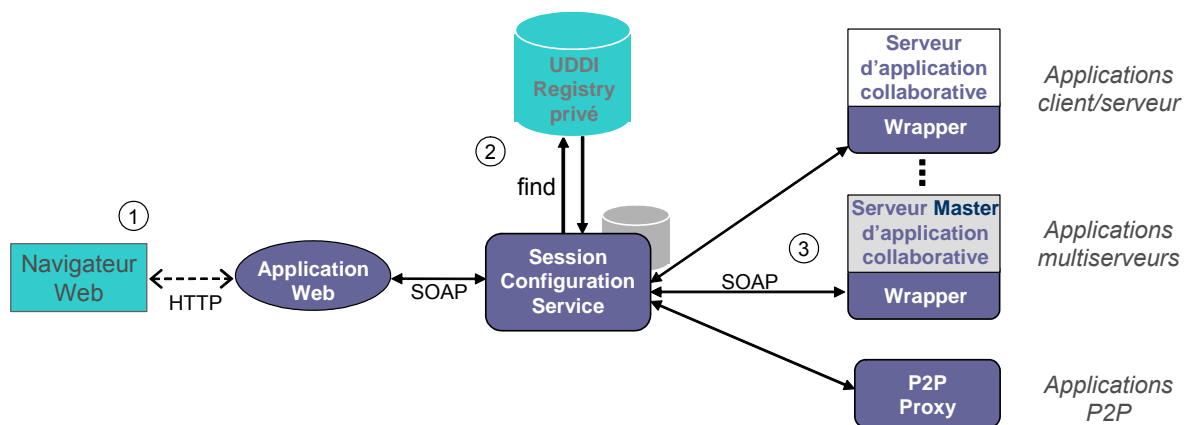 UDDI
Registry
privé
2
find
1
Navigateur
Web
HTTP
Application
Web
SOAP
Session
Configuration
Service
3
SOAP
Serveur
d'application
collaborative
Wrapper
Applications
client/serveur
Serveur Master
d'application
collaborative
Wrapper
Applications
multiserveurs
P2P
Proxy
Applications
P2P